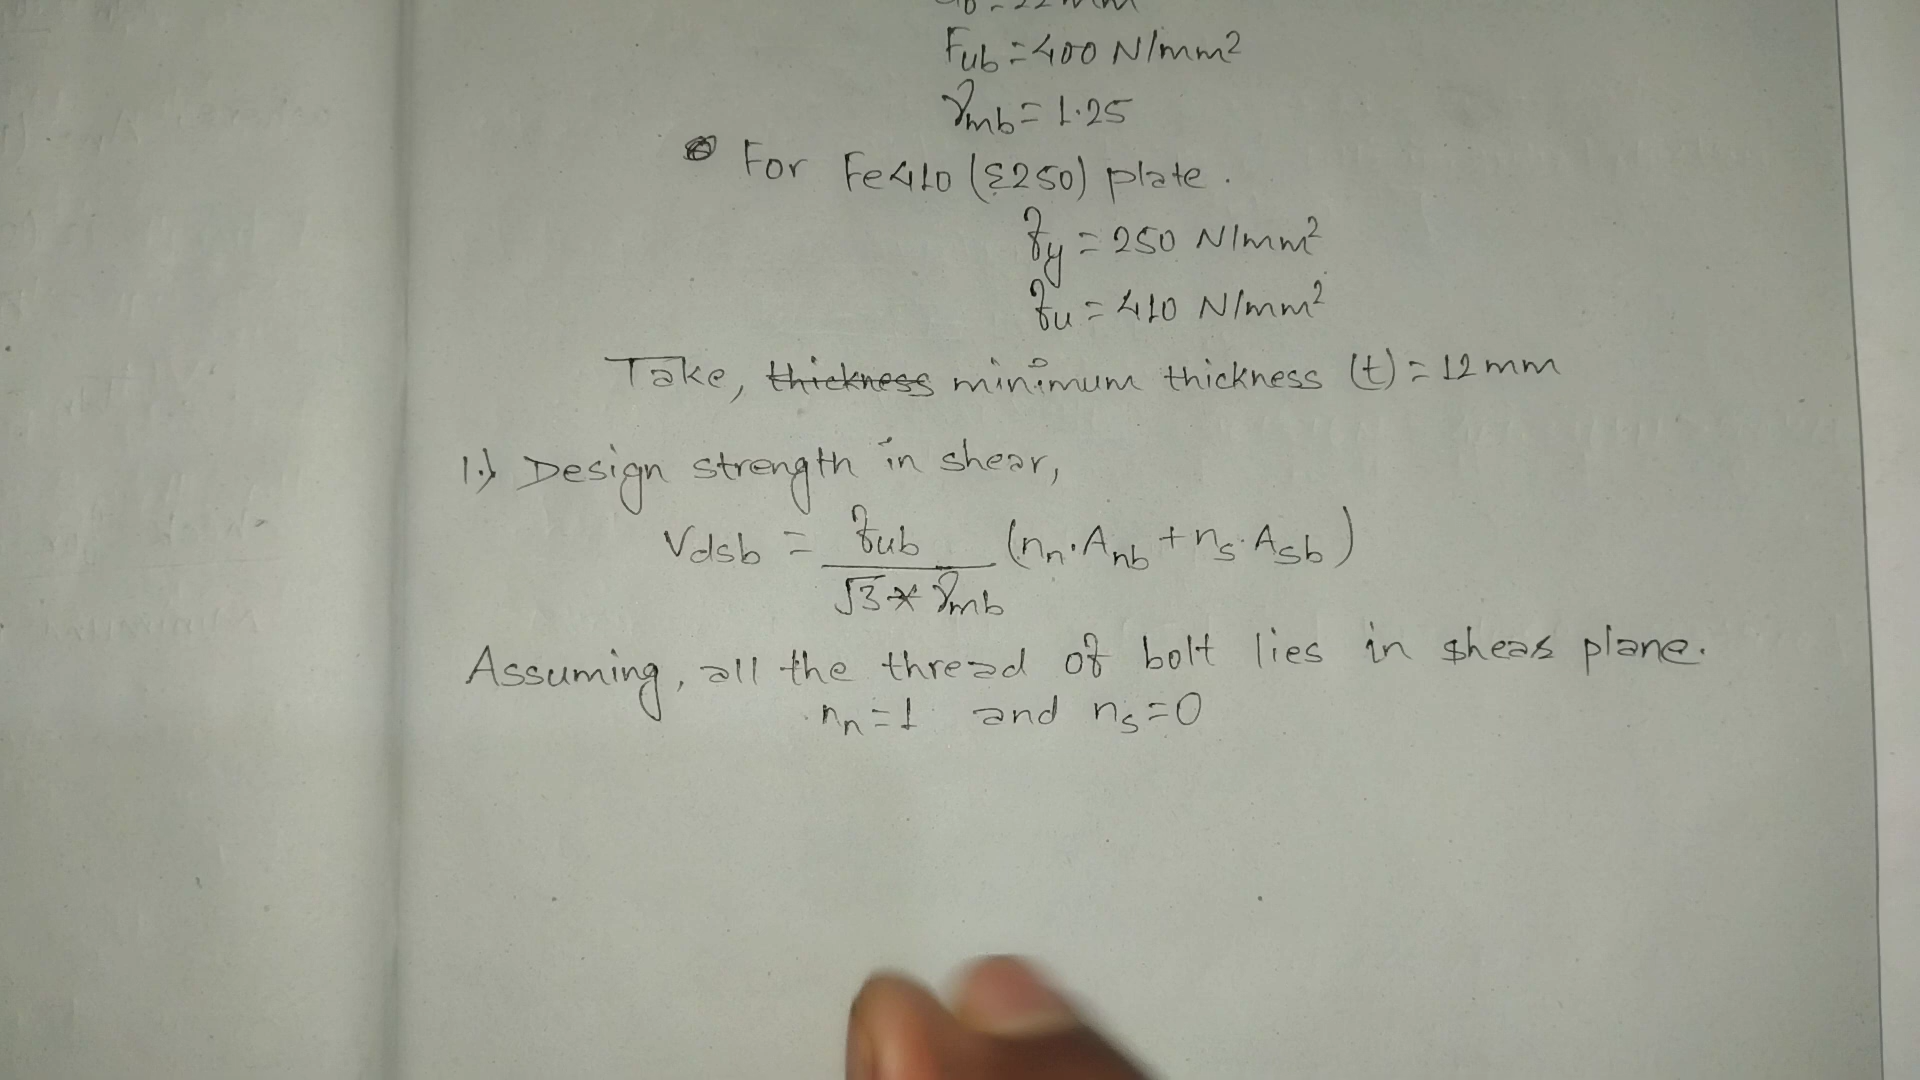 = 22 mm
Fub = 400 N/mm²
γmb = 1.25
For Fe410 (E250) plate.
fy = 250 N/mm²
fu = 410 N/mm²
Take, thickness minimum thickness (t) = 12 mm
1.) Design strength in shear,
Vdsb = fub / √3 * γmb (nn·Anb + ns·Asb)
Assuming, all the thread of bolt lies in shear plane.
nn = 1 and ns = 0